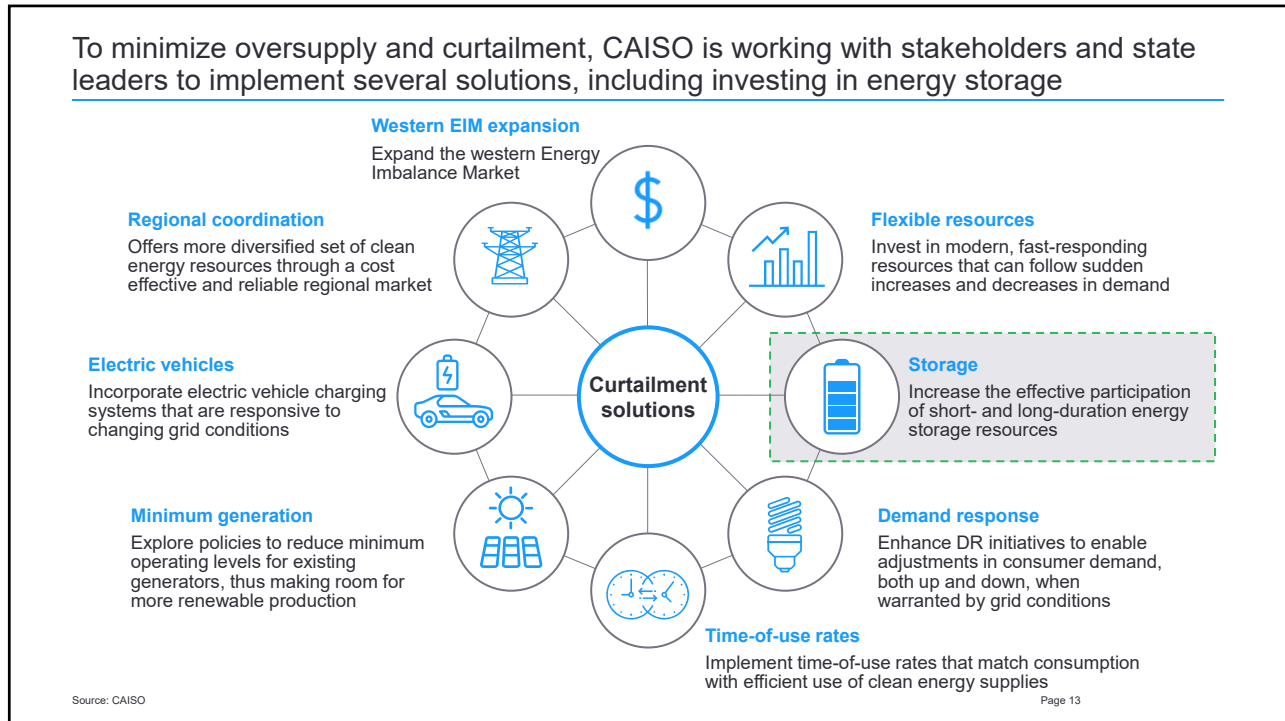 To minimize oversupply and curtailment, CAISO is working with stakeholders and state
leaders to implement several solutions, including investing in energy storage
Western EIM expansion
Expand the western Energy
Imbalance Market
$
Regional coordination
Offers more diversified set of clean
energy resources through a cost
effective and reliable regional market
Flexible resources
Invest in modern, fast-responding
resources that can follow sudden
increases and decreases in demand
Electric vehicles
Incorporate electric vehicle charging
systems that are responsive to
changing grid conditions
Curtailment
solutions
Storage
Increase the effective participation
of short- and long-duration energy
storage resources
Minimum generation
Explore policies to reduce minimum
operating levels for existing
generators, thus making room for
more renewable production
Demand response
Enhance DR initiatives to enable
adjustments in consumer demand,
both up and down, when
warranted by grid conditions
Time-of-use rates
Implement time-of-use rates that match consumption
with efficient use of clean energy supplies
Source: CAISO
Page 13